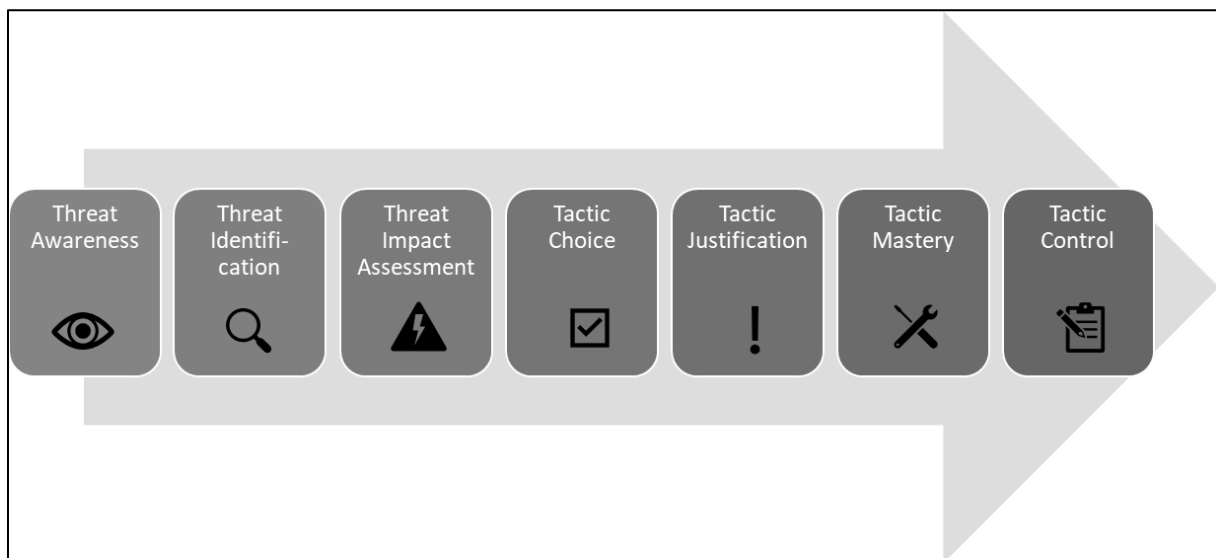 Threat
Awareness
Threat
Identifi-
cation
Threat
Impact
Assessment
Tactic
Choice
Tactic
Justification
Tactic
Mastery
Tactic
Control